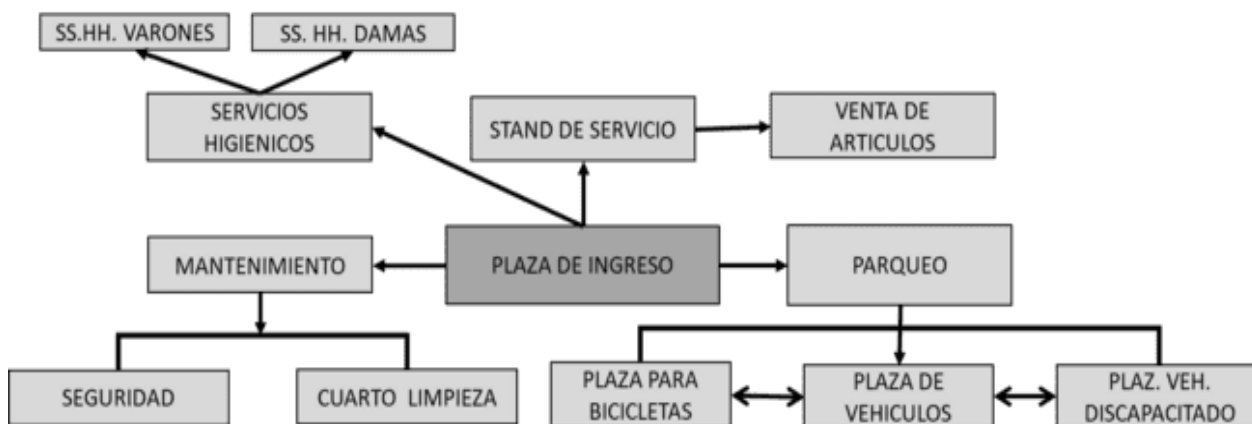 SS.HH. VARONES
SS. HH. DAMAS
SERVICIOS
HIGIENICOS
STAND DE SERVICIO
VENTA DE
ARTICULOS
MANTENIMIENTO
PLAZA DE INGRESO
PARQUEO
SEGURIDAD
CUARTO LIMPIEZA
PLAZA PARA
BICICLETAS
PLAZA DE
VEHICULOS
PLAZ. VEH.
DISCAPACITADO